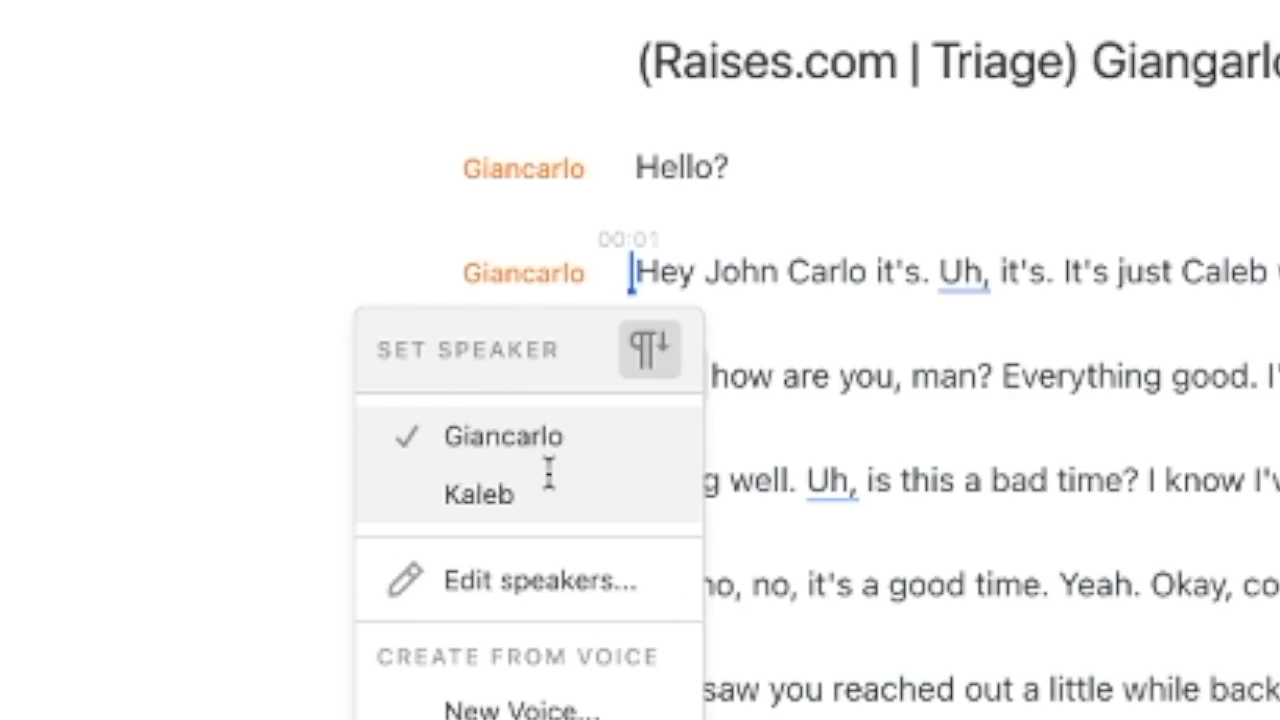 (Raises.com | Triage) Giangarlo
Giancarlo Hello?
00:01
Giancarlo Hey John Carlo it's. Uh, it's. It's just Caleb
SET SPEAKER
how are you, man? Everything good. I'
Giancarlo
g well. Uh, is this a bad time? I know I'v
Kaleb
Edit speakers...
no, no, it's a good time. Yeah. Okay, co
CREATE FROM VOICE
saw you reached out a little while back
New Voice...